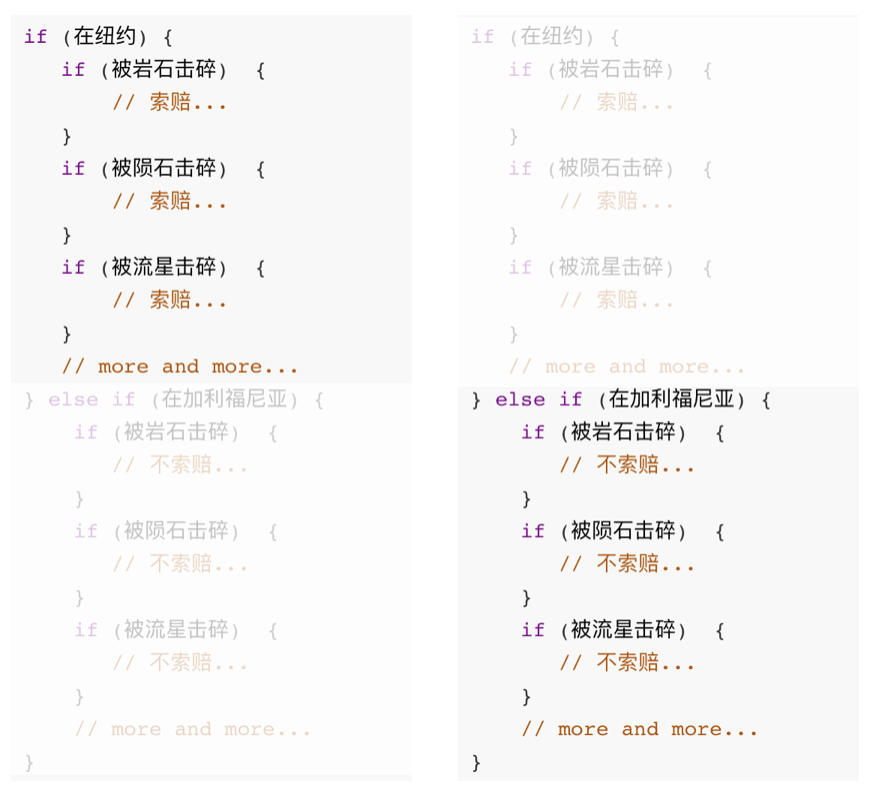 if (在纽约) {
if (被岩石击碎) {
// 索赔...
}
if (被陨石击碎) {
// 索赔...
}
if (被流星击碎) {
// 索赔...
}
// more and more...
} else if (在加利福尼亚) {
if (被岩石击碎) {
// 不索赔...
}
if (被陨石击碎) {
// 不索赔...
}
if (被流星击碎) {
// 不索赔...
}
// more and more...
}
if (在纽约) {
if (被岩石击碎) {
// 索赔...
}
if (被陨石击碎) {
// 索赔...
}
if (被流星击碎) {
// 索赔...
}
// more and more...
} else if (在加利福尼亚) {
if (被岩石击碎) {
// 不索赔...
}
if (被陨石击碎) {
// 不索赔...
}
if (被流星击碎) {
// 不索赔...
}
// more and more...
}